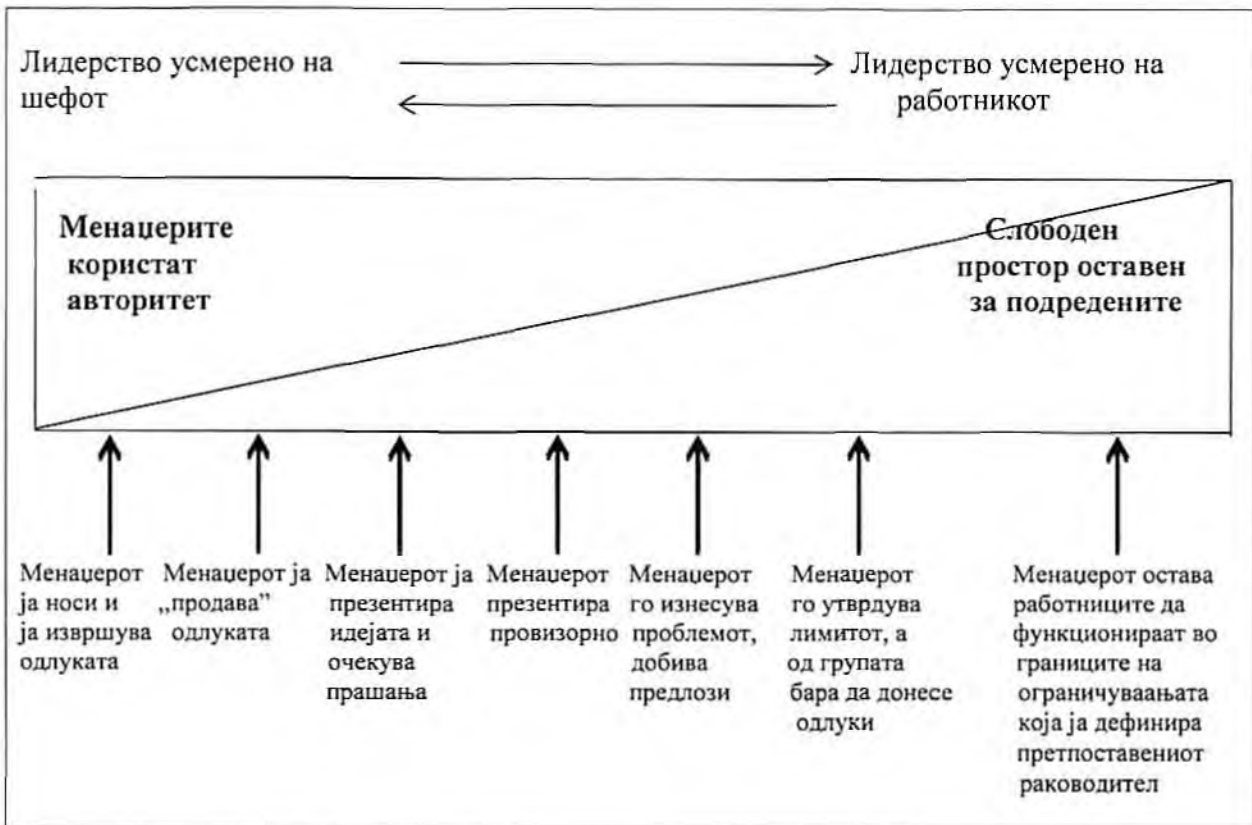 Лидерство усмерено на
шефот
Лидерство усмерено на
работникот
Менаџерите
користат
авторитет
Слободен
простор оставен
за подредените
Менаџерот
ја носи и
ја извршува
одлуката
Менаџерот ја
„продава”
одлуката
Менаџерот ја
презентира
идејата и
очекува
прашања
Менаџерот
презентира
провизорно
Менаџерот
го изнесува
проблемот,
добива
предлози
Менаџерот
го утврдува
лимитот, а
од групата
бара да донесе
одлуки
Менаџерот остава
работниците да
функционираат во
границите на
ограничуваањата
која ја дефинира
претпоставениот
раководител